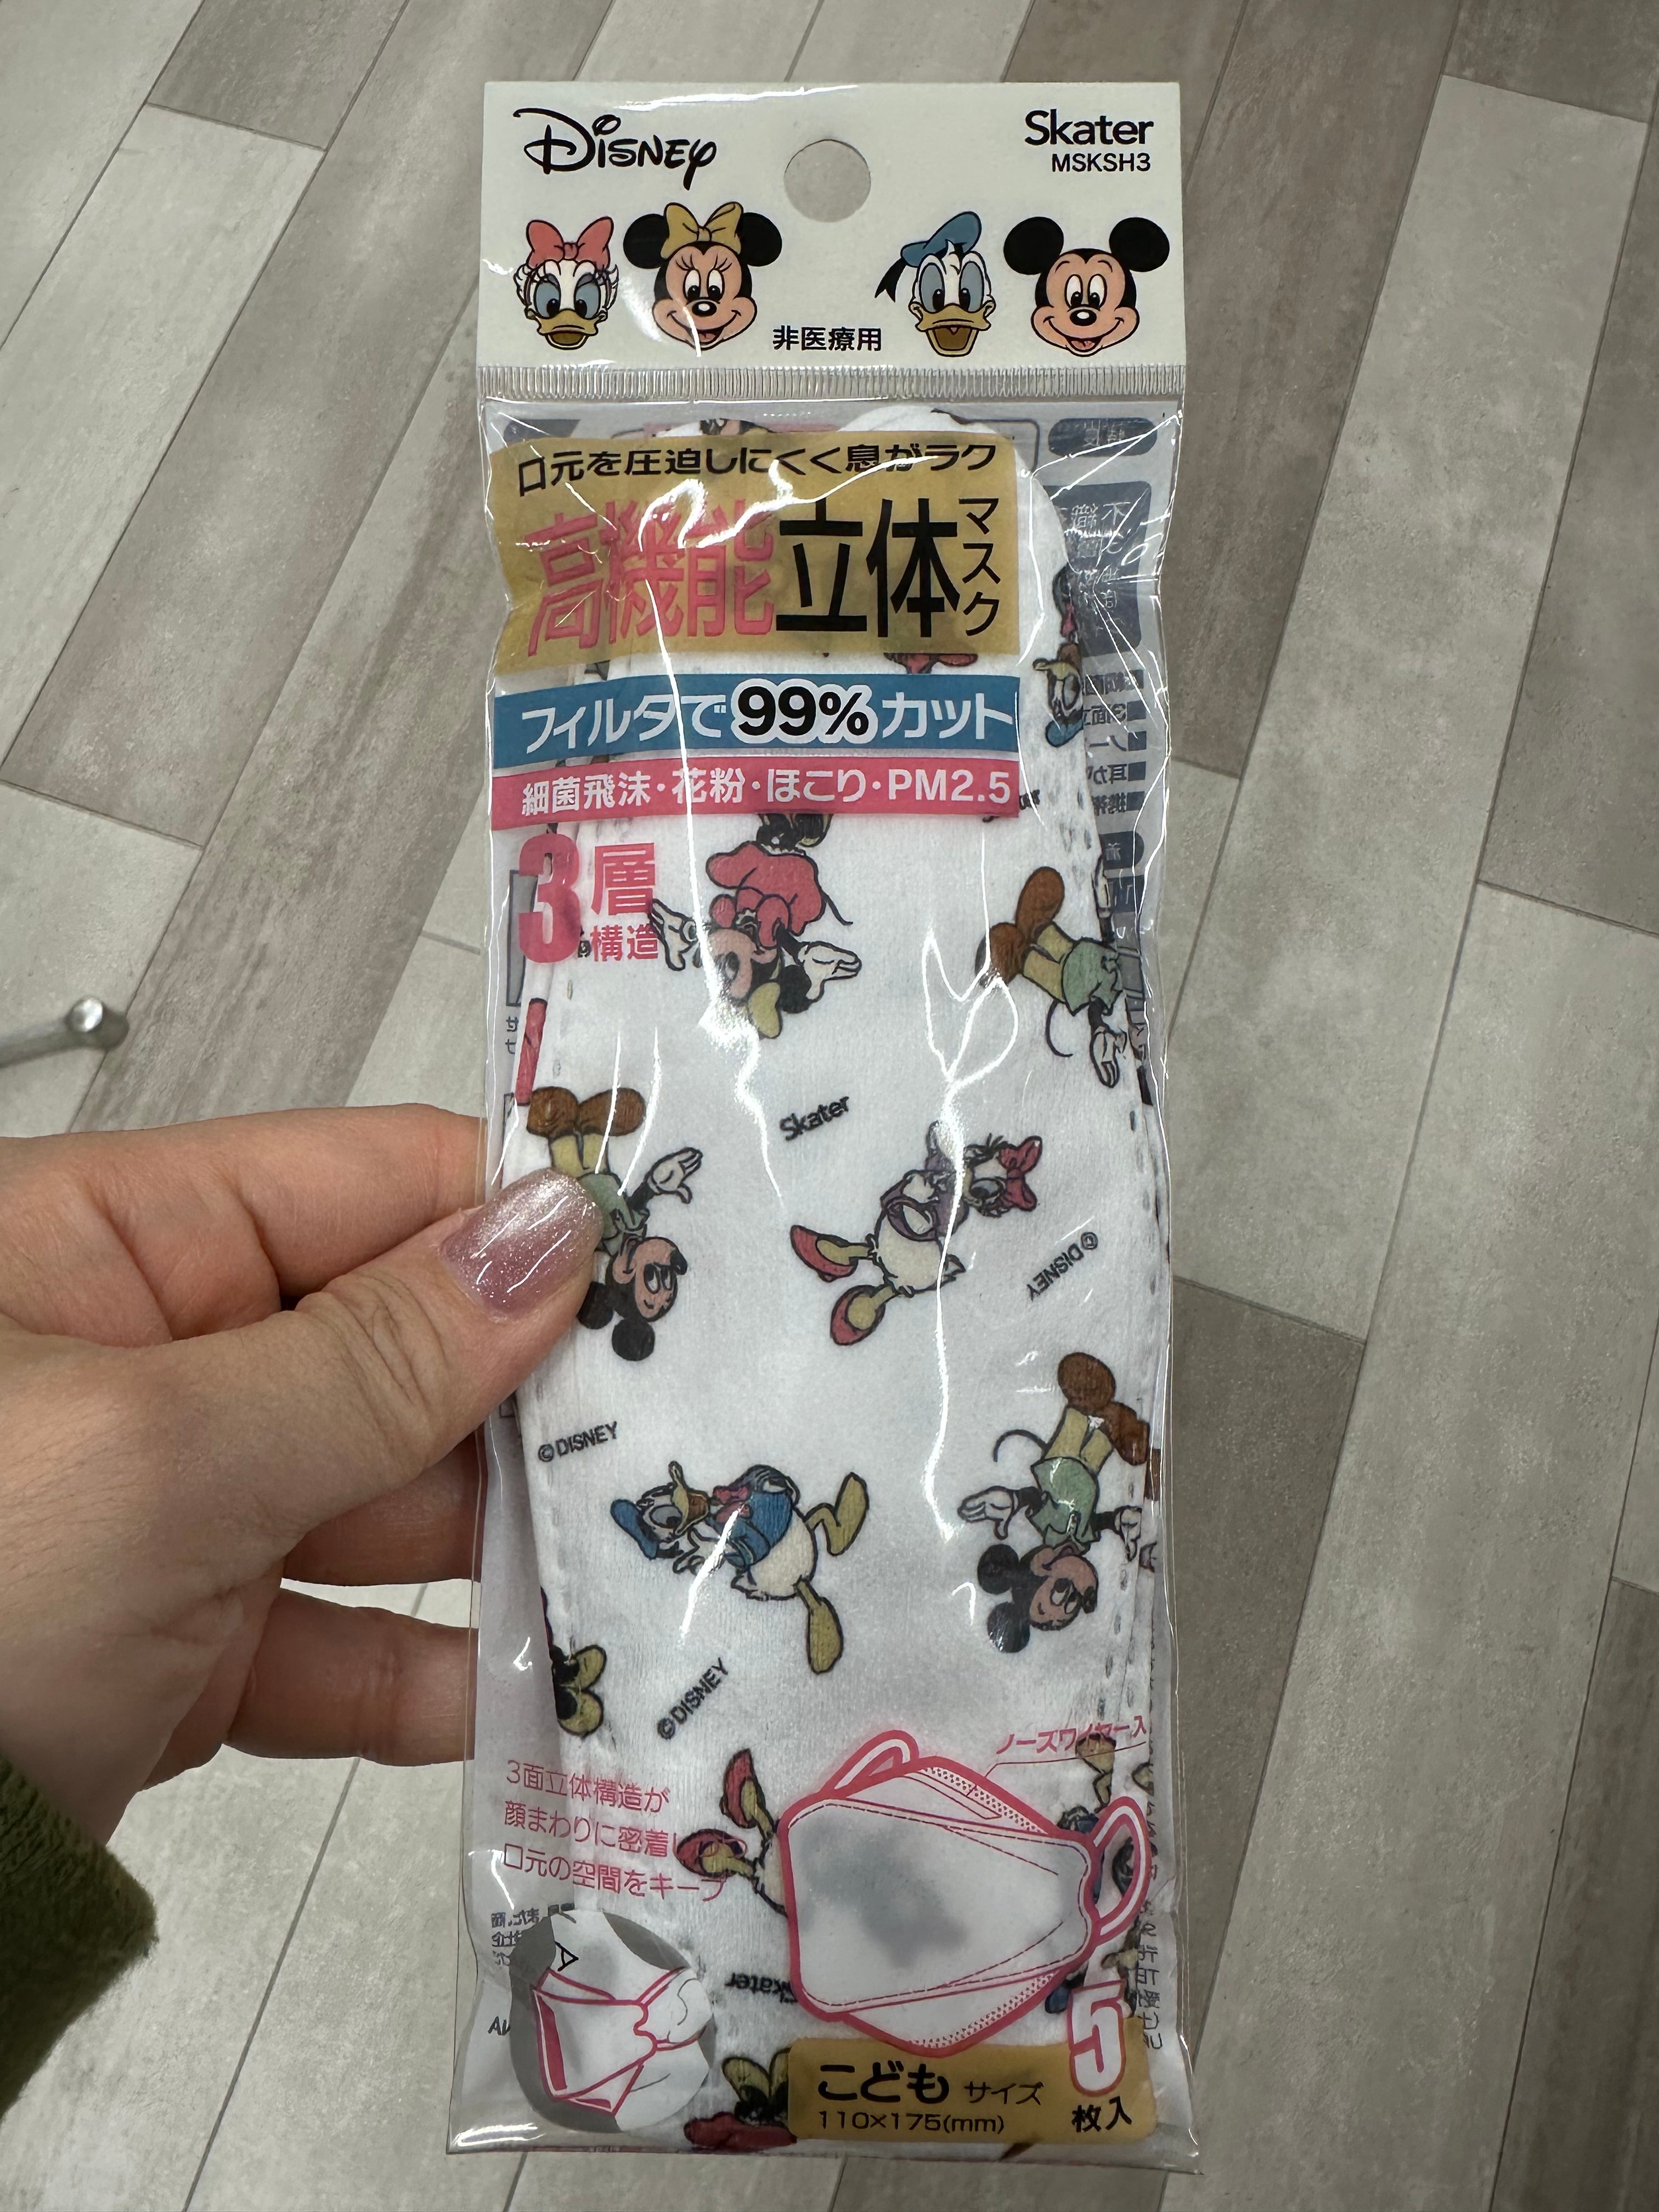 Disney
Skater
MSKSH3
非医療用
口元を圧迫しにくく息がラク
高機能立体マスク
フィルタで99%カット
細菌飛沫・花粉・ほこり・PM2.5
3層
構造
Skater
©DISNEY
©DISNEY
©DISNEY
ノーズワイヤー入
3面立体構造が
顔まわりに密着し
口元の空間をキープ
A
Skater
5
枚入
こども サイズ
110×175(mm)